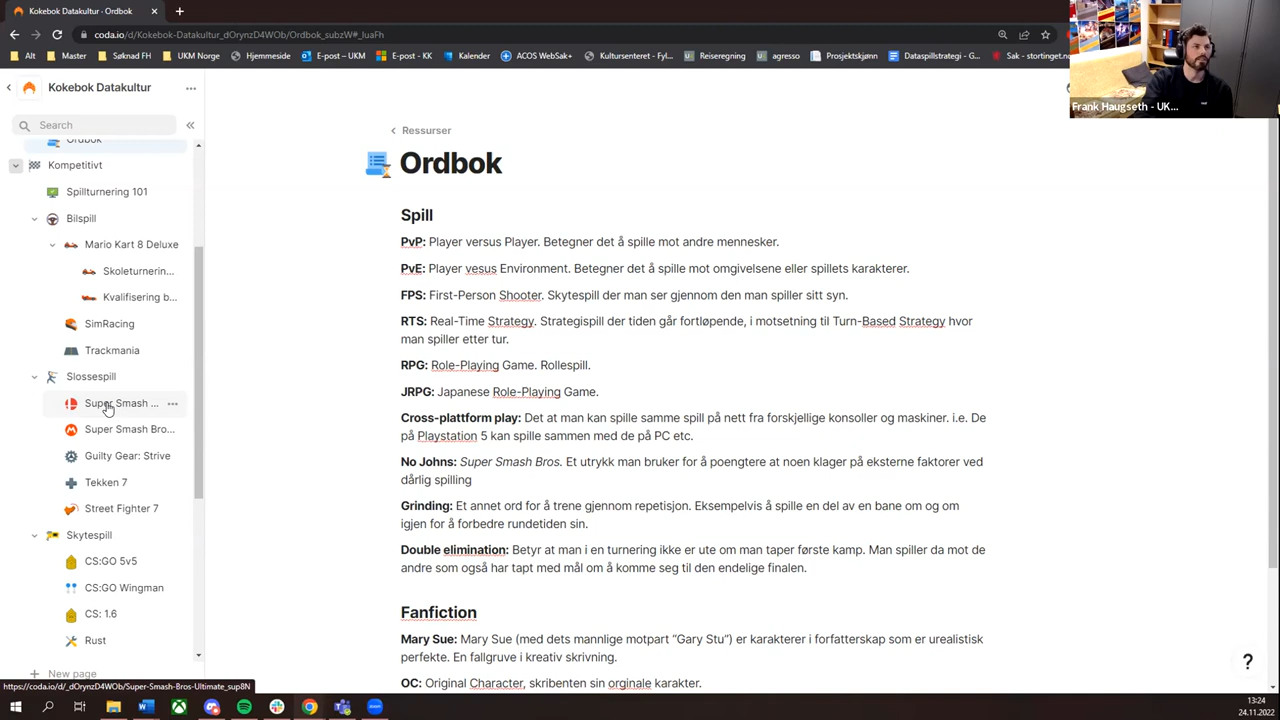 Kokebok Datakultur - Ordbok
coda.io/d/Kokebok-Datakultur_dOrynzD4WOb/Ordbok_subzW#_luaFh
Alt
Master
Søknad FH
UKM Norge
Hjemmeside
E-post – UKM
E-post - KK
Kalender
ACOS WebSak+
Kultursenteret - Fyl...
Reiseregning
agresso
Prosjektskjønn
Dataspillstrategi - G...
Sak - stortinget.no
Frank Haugseth - UK...
Kokebok Datakultur
Search
Ordbok
Kompetitivt
Spillturnering 101
Bilspill
Mario Kart 8 Deluxe
Skoleturnerin...
Kvalifisering b...
SimRacing
Trackmania
Slossespill
Super Smash ...
Super Smash Bro...
Guilty Gear: Strive
Tekken 7
Street Fighter 7
Skytespill
CS:GO 5v5
CS:GO Wingman
CS: 1.6
Rust
New page
Ressurser
Ordbok
Spill
PvP: Player versus Player. Betegner det å spille mot andre mennesker.
PvE: Player vesus Environment. Betegner det å spille mot omgivelsene eller spillets karakterer.
FPS: First-Person Shooter. Skytespill der man ser gjennom den man spiller sitt syn.
RTS: Real-Time Strategy. Strategispill der tiden går fortløpende, i motsetning til Turn-Based Strategy hvor
man spiller etter tur.
RPG: Role-Playing Game. Rollespill.
JRPG: Japanese Role-Playing Game.
Cross-plattform play: Det at man kan spille samme spill på nett fra forskjellige konsoller og maskiner. i.e. De
på Playstation 5 kan spille sammen med de på PC etc.
No Johns: Super Smash Bros. Et utrykk man bruker for å poengtere at noen klager på eksterne faktorer ved
dårlig spilling
Grinding: Et annet ord for å trene gjennom repetisjon. Eksempelvis å spille en del av en bane om og om
igjen for å forbedre rundetiden sin.
Double elimination: Betyr at man i en turnering ikke er ute om man taper første kamp. Man spiller da mot de
andre som også har tapt med mål om å komme seg til den endelige finalen.
Fanfiction
Mary Sue: Mary Sue (med dets mannlige motpart “Gary Stu”) er karakterer i forfatterskap som er urealistisk
perfekte. En fallgruve i kreativ skrivning.
OC: Original Character, skribenten sin orginale karakter.
https://coda.io/d/_dOrynzD4WOb/Super-Smash-Bros-Ultimate_sup8N
?
13:24
24.11.2022